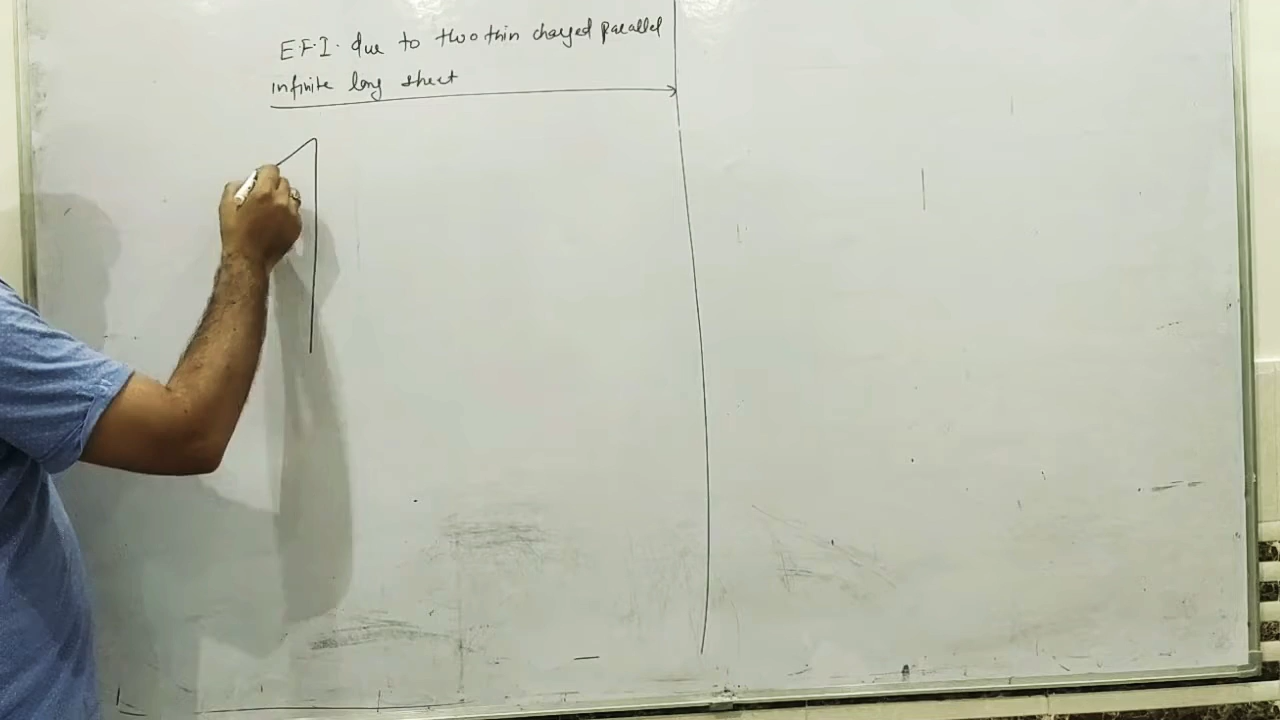 E.F.I. due to two thin charged parallel
infinite long sheet